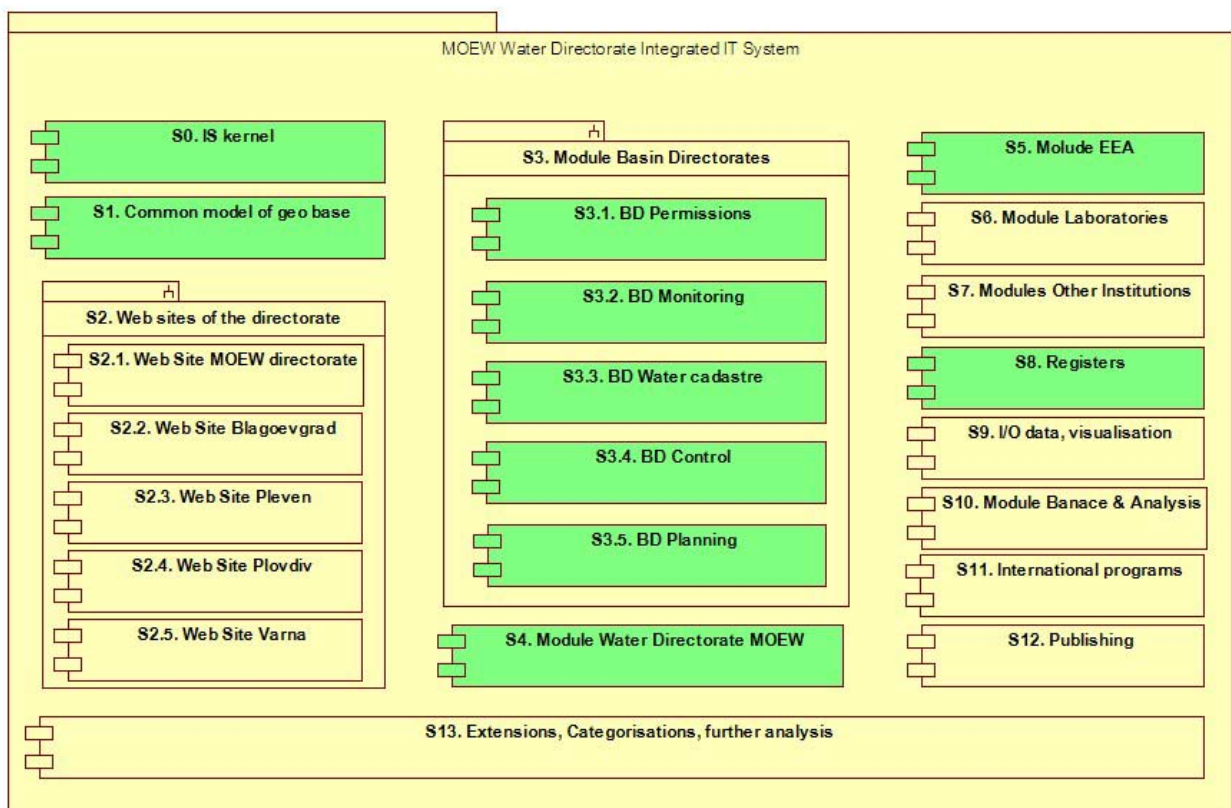 MOEW Water Directorate Integrated IT System
S0. IS kernel
S1. Common model of geo base
S2. Web sites of the directorate
S2.1. Web Site MOEW directorate
S2.2. Web Site Blagoevgrad
S2.3. Web Site Pleven
S2.4. Web Site Plovdiv
S2.5. Web Site Varna
S3. Module Basin Directorates
S3.1. BD Permissions
S3.2. BD Monitoring
S3.3. BD Water cadastre
S3.4. BD Control
S3.5. BD Planning
S4. Module Water Directorate MOEW
S5. Molude EEA
S6. Module Laboratories
S7. Modules Other Institutions
S8. Registers
S9. I/O data, visualisation
S10. Module Banace & Analysis
S11. International programs
S12. Publishing
S13. Extensions, Categorisations, further analysis